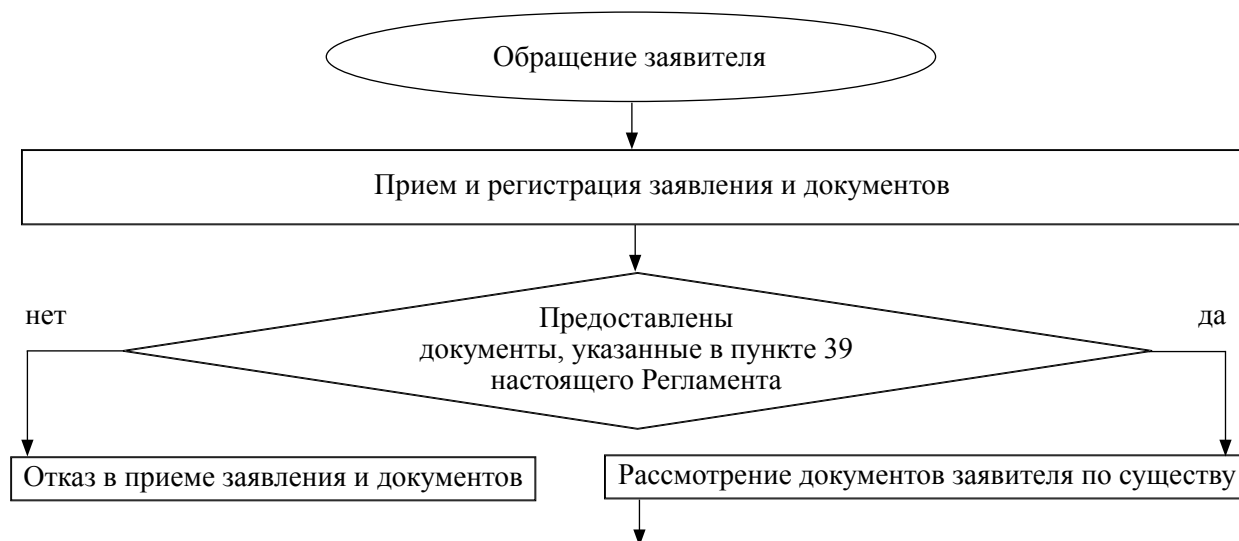 Обращение заявителя
Прием и регистрация заявления и документов
нет
да
Предоставлены
документы, указанные в пункте 39
настоящего Регламента
Отказ в приеме заявления и документов
Рассмотрение документов заявителя по существу